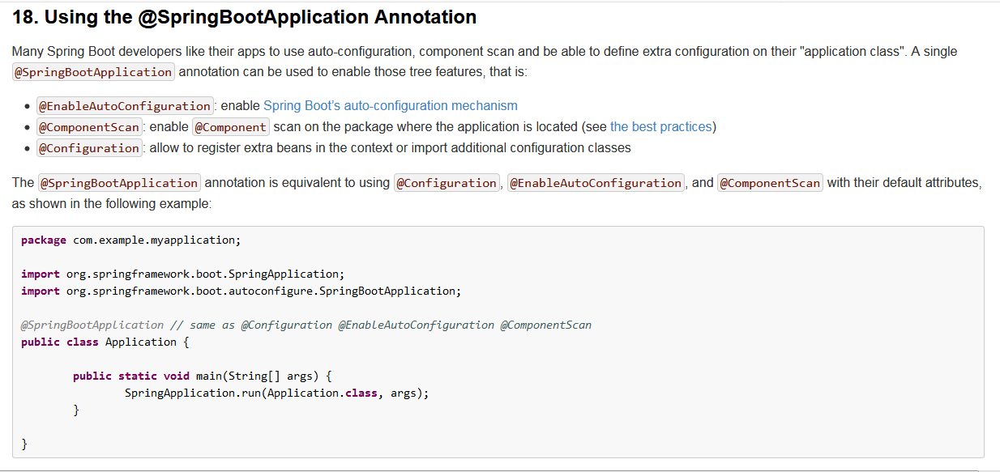 18. Using the @SpringBootApplication Annotation
Many Spring Boot developers like their apps to use auto-configuration, component scan and be able to define extra configuration on their "application class". A single
@SpringBootApplication annotation can be used to enable those tree features, that is:
• @EnableAutoConfiguration: enable Spring Boot's auto-configuration mechanism
• @ComponentScan: enable @Component scan on the package where the application is located (see the best practices)
• @Configuration: allow to register extra beans in the context or import additional configuration classes
The @SpringBootApplication annotation is equivalent to using @Configuration, @EnableAutoConfiguration, and @ComponentScan with their default attributes,
as shown in the following example:
package com.example.myapplication;
import org.springframework.boot.SpringApplication;
import org.springframework.boot.autoconfigure.SpringBootApplication;
@SpringBootApplication // same as @Configuration @EnableAutoConfiguration @ComponentScan
public class Application {
public static void main(String[] args) {
SpringApplication.run(Application.class, args);
}
}